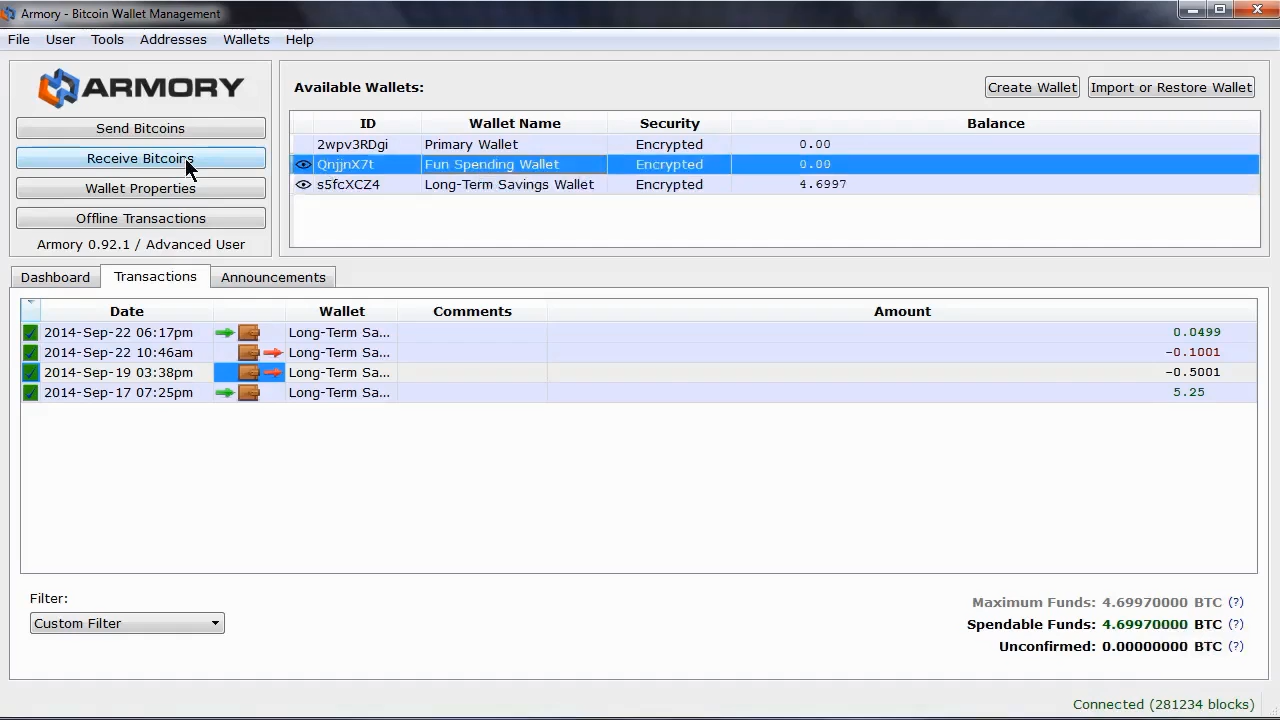 Armory - Bitcoin Wallet Management
File User Tools Addresses Wallets Help
ARMORY
Send Bitcoins
Receive Bitcoins
Wallet Properties
Offline Transactions
Armory 0.92.1 / Advanced User
Available Wallets:
Create Wallet
Import or Restore Wallet
ID Wallet Name Security Balance
2wpv3RDgi Primary Wallet Encrypted 0.00
QnjjnX7t Fun Spending Wallet Encrypted 0.00
s5fcXCZ4 Long-Term Savings Wallet Encrypted 4.6997
Dashboard Transactions Announcements
Date Wallet Comments Amount
2014-Sep-22 06:17pm Long-Term Sa... 0.0499
2014-Sep-22 10:46am Long-Term Sa... -0.1001
2014-Sep-19 03:38pm Long-Term Sa... -0.5001
2014-Sep-17 07:25pm Long-Term Sa... 5.25
Filter:
Custom Filter
Maximum Funds: 4.69970000 BTC (?)
Spendable Funds: 4.69970000 BTC (?)
Unconfirmed: 0.00000000 BTC (?)
Connected (281234 blocks)